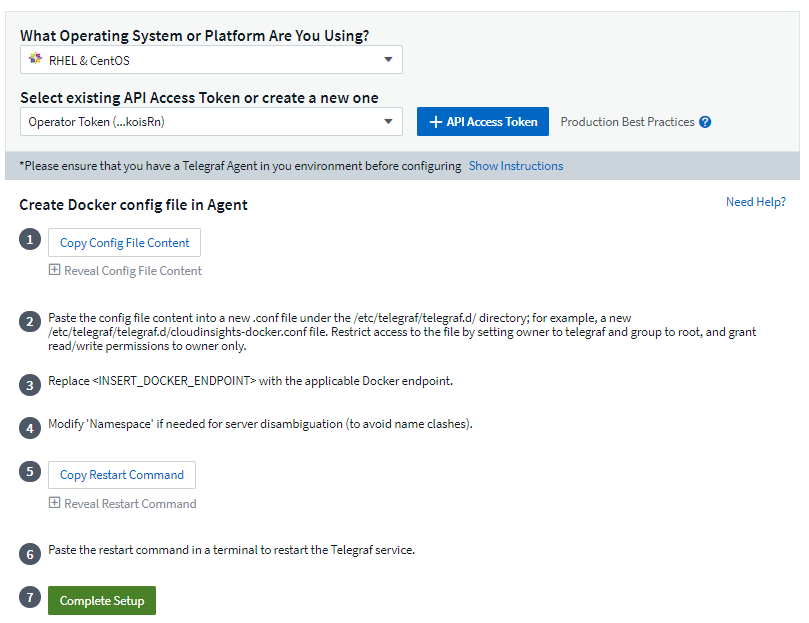 What Operating System or Platform Are You Using?
RHEL & CentOS
Select existing API Access Token or create a new one
Operator Token (...koisRn)
+ API Access Token
Production Best Practices ?
*Please ensure that you have a Telegraf Agent in you environment before configuring Show Instructions
Create Docker config file in Agent
Need Help?
1
Copy Config File Content
Reveal Config File Content
2
Paste the config file content into a new .conf file under the /etc/telegraf/telegraf.d/ directory; for example, a new
/etc/telegraf/telegraf.d/cloudinsights-docker.conf file. Restrict access to the file by setting owner to telegraf and group to root, and grant
read/write permissions to owner only.
3
Replace <INSERT_DOCKER_ENDPOINT> with the applicable Docker endpoint.
4
Modify 'Namespace' if needed for server disambiguation (to avoid name clashes).
5
Copy Restart Command
Reveal Restart Command
6
Paste the restart command in a terminal to restart the Telegraf service.
7
Complete Setup